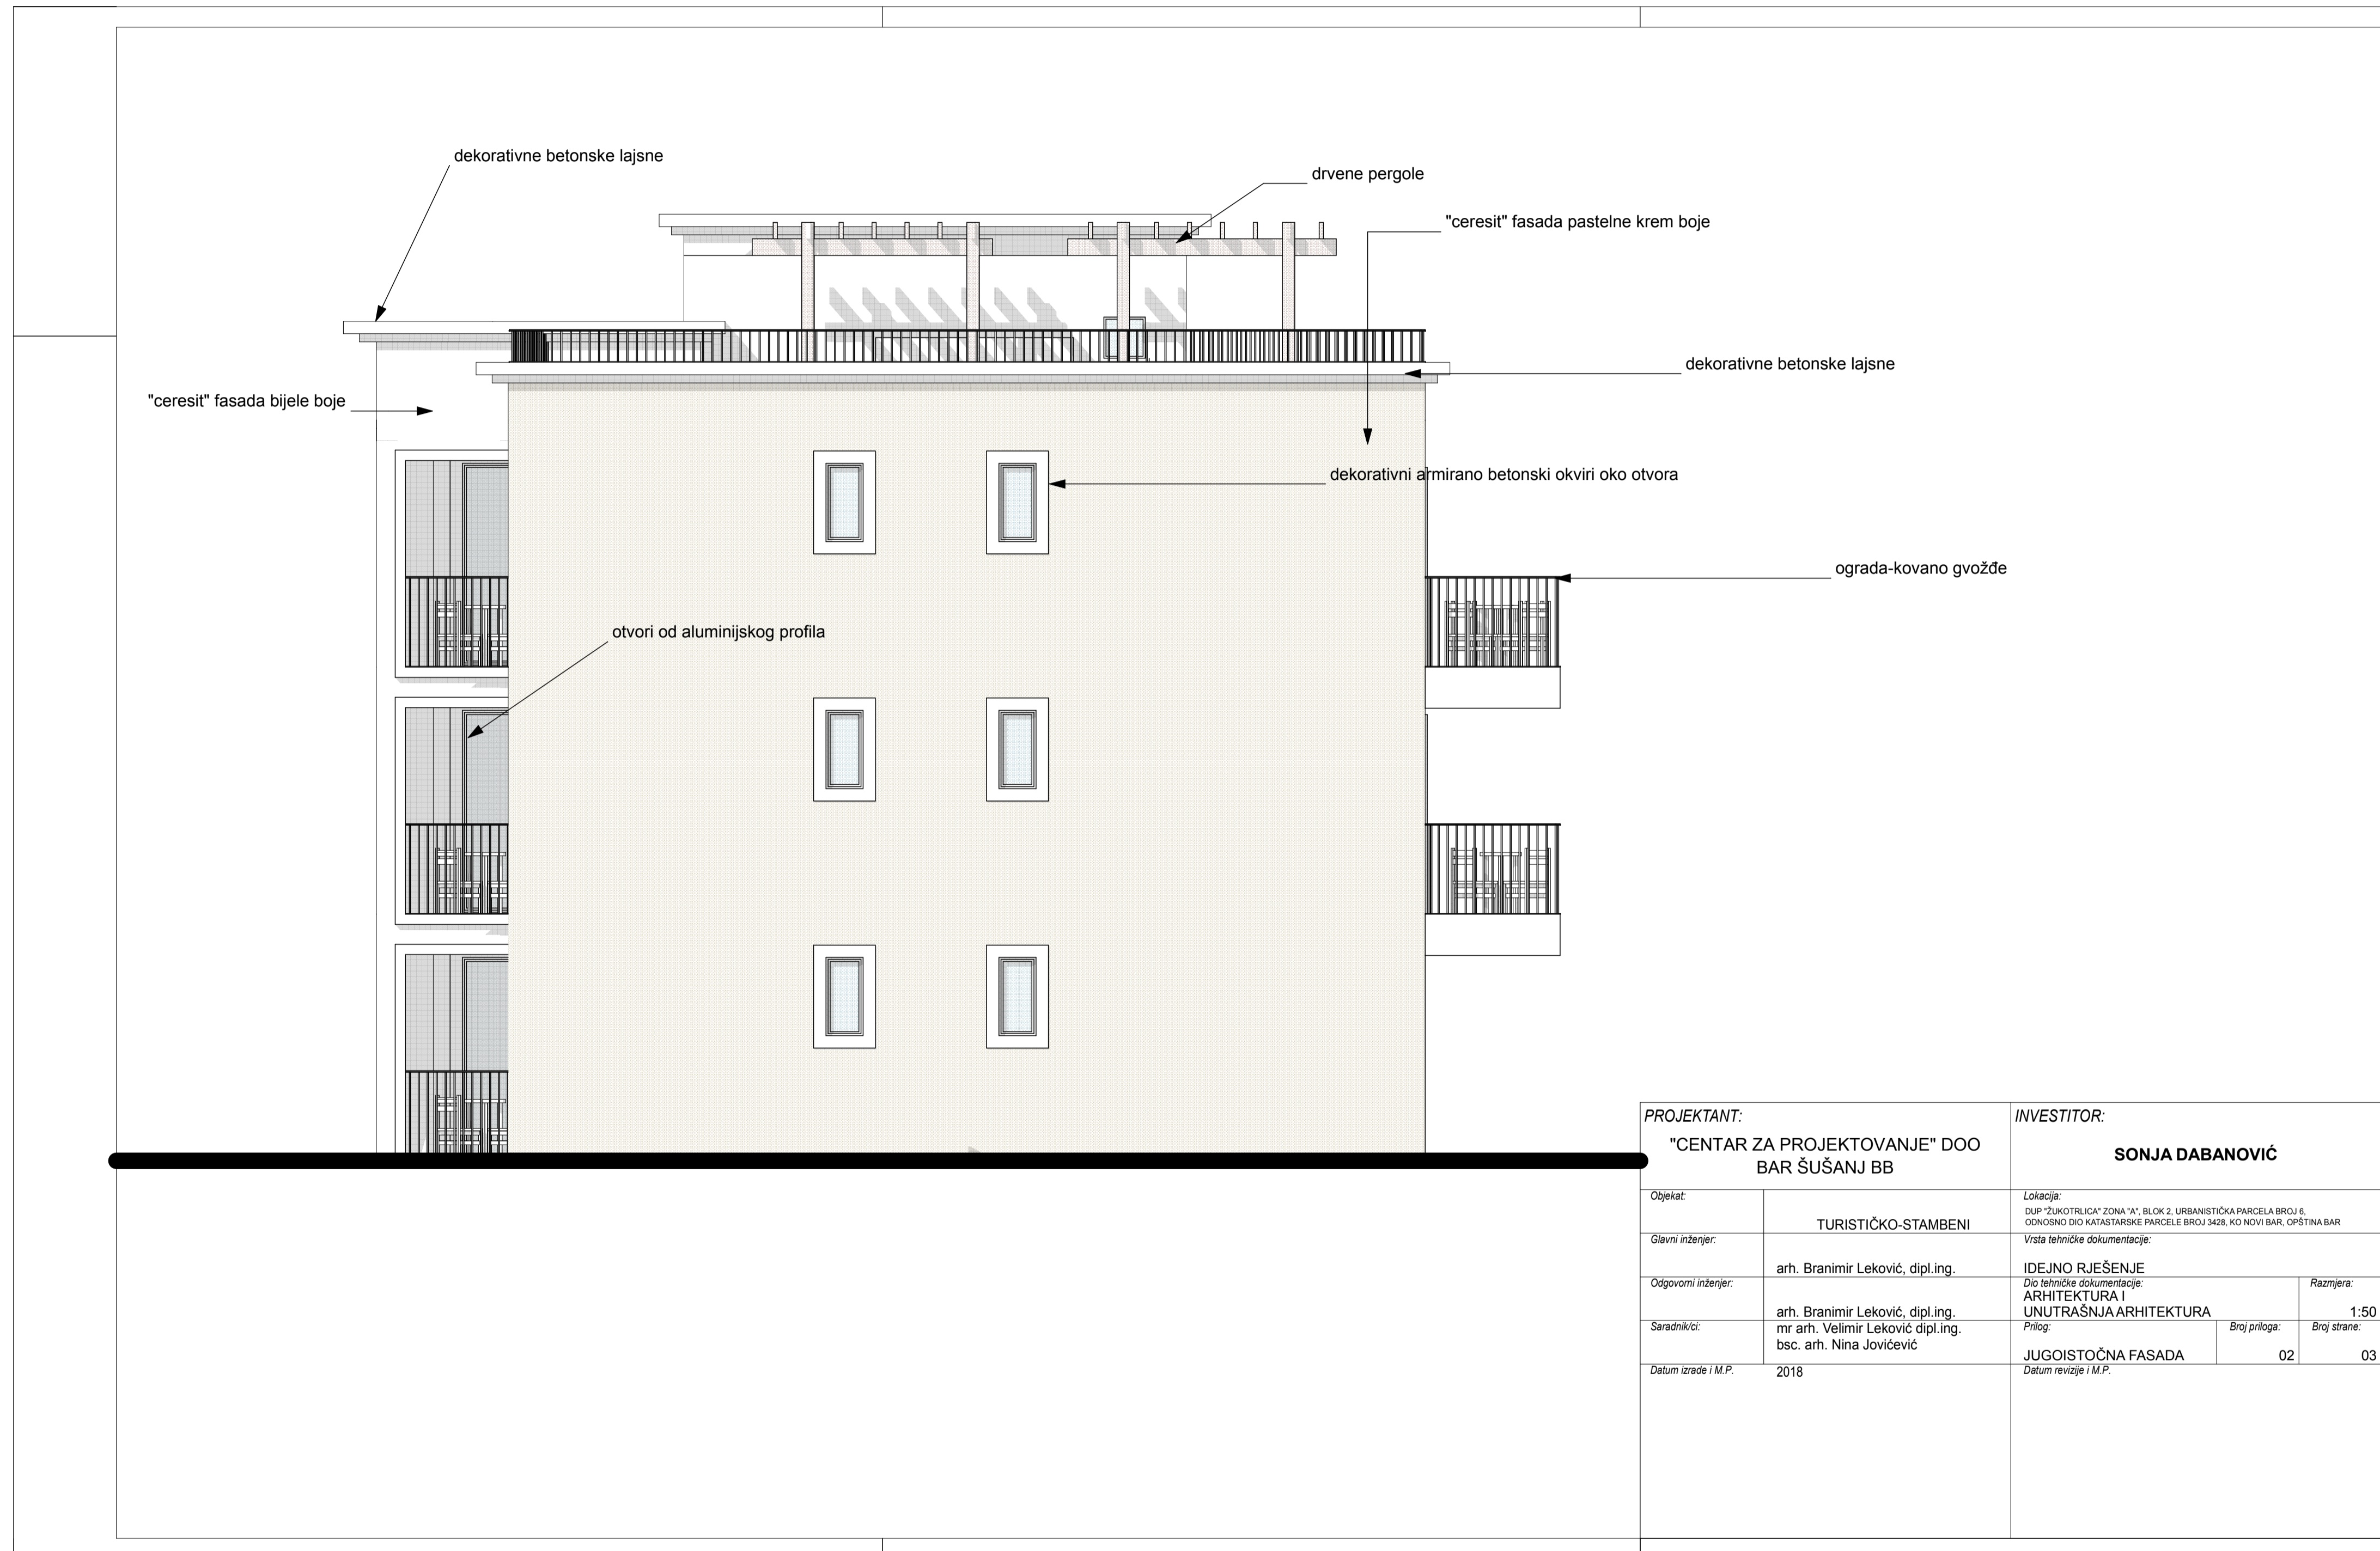 dekorativne betonske lajsne
drvene pergole
"ceresit" fasada pastelne krem boje
dekorativne betonske lajsne
"ceresit" fasada bijele boje
dekorativni armirano betonski okviri oko otvora
ograda-kovano gvožđe
otvori od aluminijskog profila
PROJEKTANT:
"CENTAR ZA PROJEKTOVANJE" DOO
BAR ŠUŠANJ BB
INVESTITOR:
SONJA DABANOVIĆ
Objekat:
TURISTIČKO-STAMBENI
Lokacija:
DUP "ŽUKOTRLICA" ZONA "A", BLOK 2, URBANISTIČKA PARCELA BROJ 6,
ODNOSNO DIO KATASTARSKE PARCELE BROJ 3428, KO NOVI BAR, OPŠTINA BAR
Glavni inženjer:
arh. Branimir Leković, dipl.ing.
Vrsta tehničke dokumentacije:
IDEJNO RJEŠENJE
Odgovorni inženjer:
arh. Branimir Leković, dipl.ing.
Dio tehničke dokumentacije:
ARHITEKTURA I
UNUTRAŠNJA ARHITEKTURA
Razmjera:
1:50
Saradnik/ci:
mr arh. Velimir Leković dipl.ing.
bsc. arh. Nina Jovićević
Prilog:
JUGOISTOČNA FASADA
Broj priloga:
02
Broj strane:
03
Datum izrade i M.P.
2018
Datum revizije i M.P.